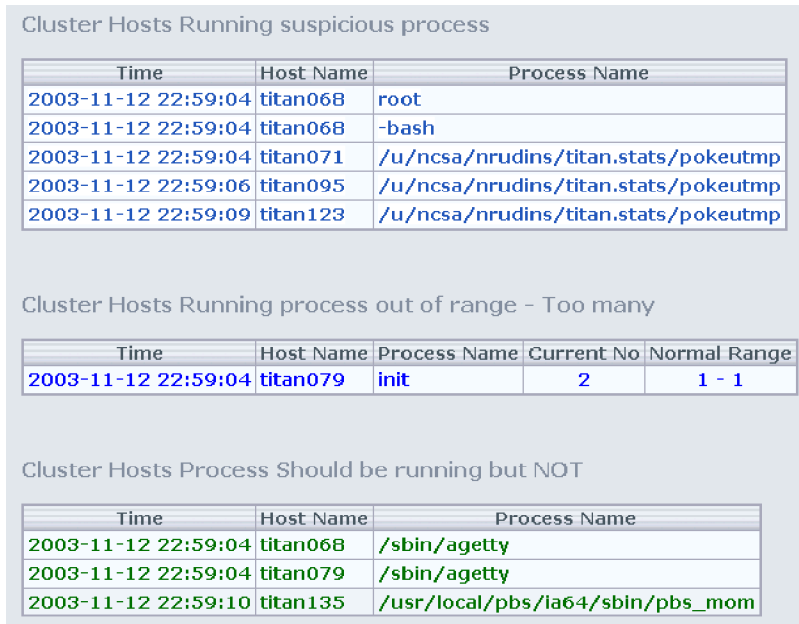 Cluster Hosts Running suspicious process
Time Host Name Process Name
2003-11-12 22:59:04 titan068 root
2003-11-12 22:59:04 titan068 -bash
2003-11-12 22:59:04 titan071 /u/ncsa/nrudins/titan.stats/pokeutmp
2003-11-12 22:59:06 titan095 /u/ncsa/nrudins/titan.stats/pokeutmp
2003-11-12 22:59:09 titan123 /u/ncsa/nrudins/titan.stats/pokeutmp
Cluster Hosts Running process out of range - Too many
Time Host Name Process Name Current No Normal Range
2003-11-12 22:59:04 titan079 init 2 1 - 1
Cluster Hosts Process Should be running but NOT
Time Host Name Process Name
2003-11-12 22:59:04 titan068 /sbin/agetty
2003-11-12 22:59:04 titan079 /sbin/agetty
2003-11-12 22:59:10 titan135 /usr/local/pbs/ia64/sbin/pbs_mom